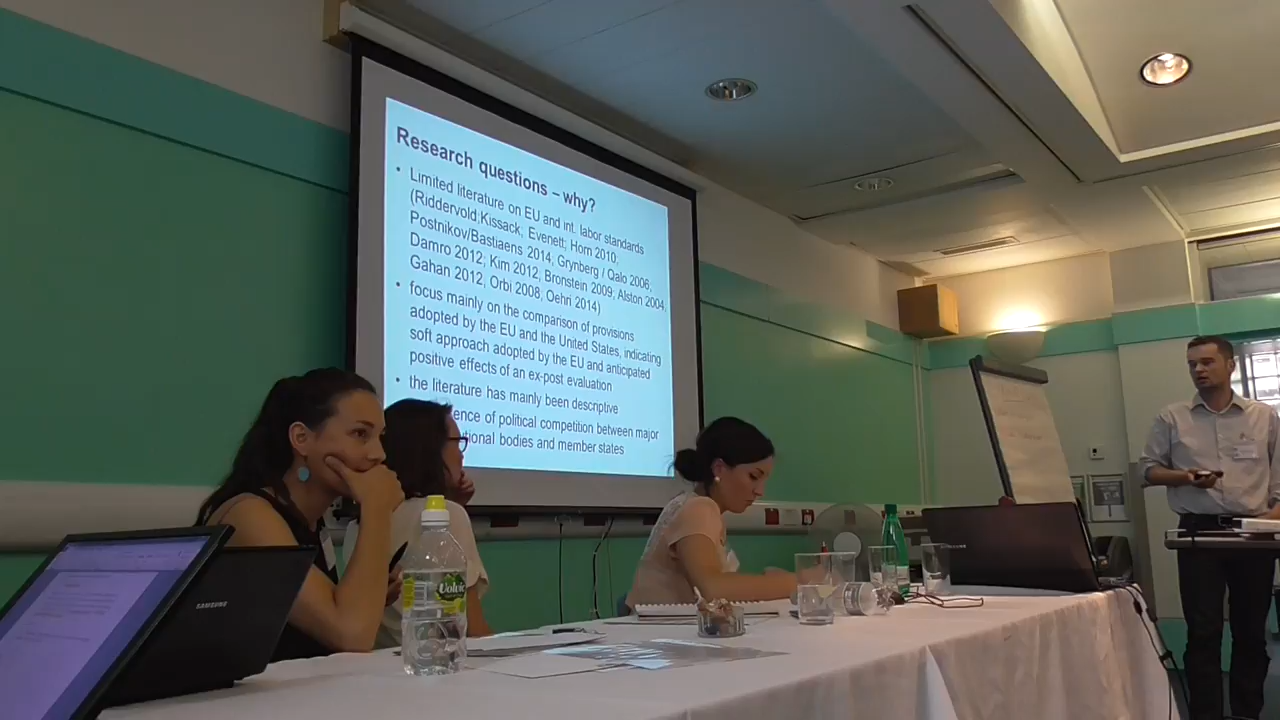 Research questions – why?
• Limited literature on EU and int. labor standards
(Riddervold;Kissack, Evenett; Horn 2010;
Postnikov/Bastiaens 2014; Grynberg / Qalo 2006,
Damro 2012; Kim 2012, Bronstein 2009; Alston 2004,
Gahan 2012, Orbi 2008; Oehri 2014)
• focus mainly on the comparison of provisions
adopted by the EU and the United States, indicating
soft approach adopted by the EU and anticipated
positive effects of an ex-post evaluation
• the literature has mainly been descriptive
of political competition between major
bodies and member states
SAMSUNG
Volvic